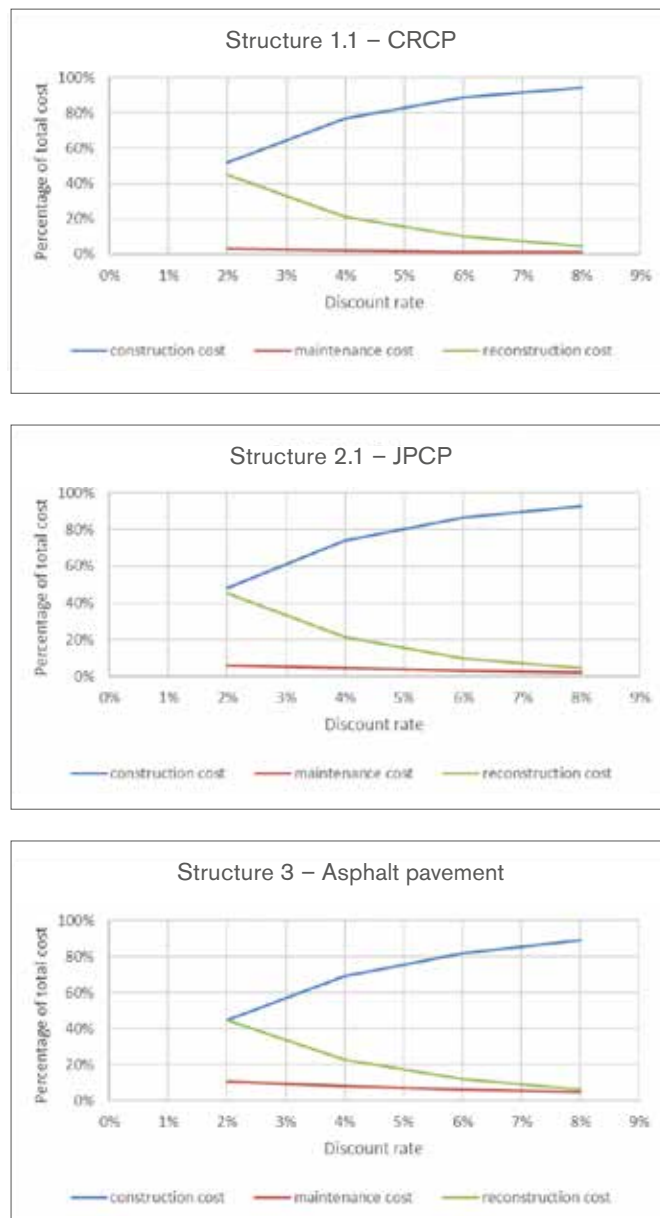 Structure 1.1 – CRCP
Percentage of total cost
100%
80%
60%
40%
20%
0%
0% 1% 2% 3% 4% 5% 6% 7% 8% 9%
Discount rate
construction cost maintenance cost reconstruction cost
Structure 2.1 – JPCP
Percentage of total cost
100%
80%
60%
40%
20%
0%
0% 1% 2% 3% 4% 5% 6% 7% 8% 9%
Discount rate
construction cost maintenance cost reconstruction cost
Structure 3 – Asphalt pavement
Percentage of total cost
100%
80%
60%
40%
20%
0%
0% 1% 2% 3% 4% 5% 6% 7% 8% 9%
Discount rate
construction cost maintenance cost reconstruction cost